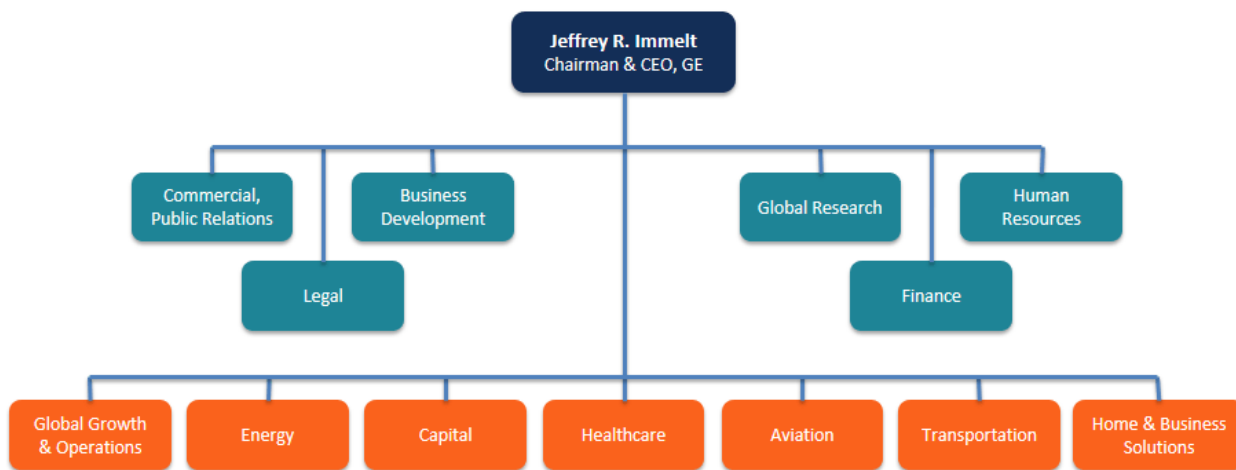 Jeffrey R. Immelt
Chairman & CEO, GE
Commercial,
Public Relations
Business
Development
Global Research
Human
Resources
Legal
Finance
Global Growth
& Operations
Energy
Capital
Healthcare
Aviation
Transportation
Home & Business
Solutions